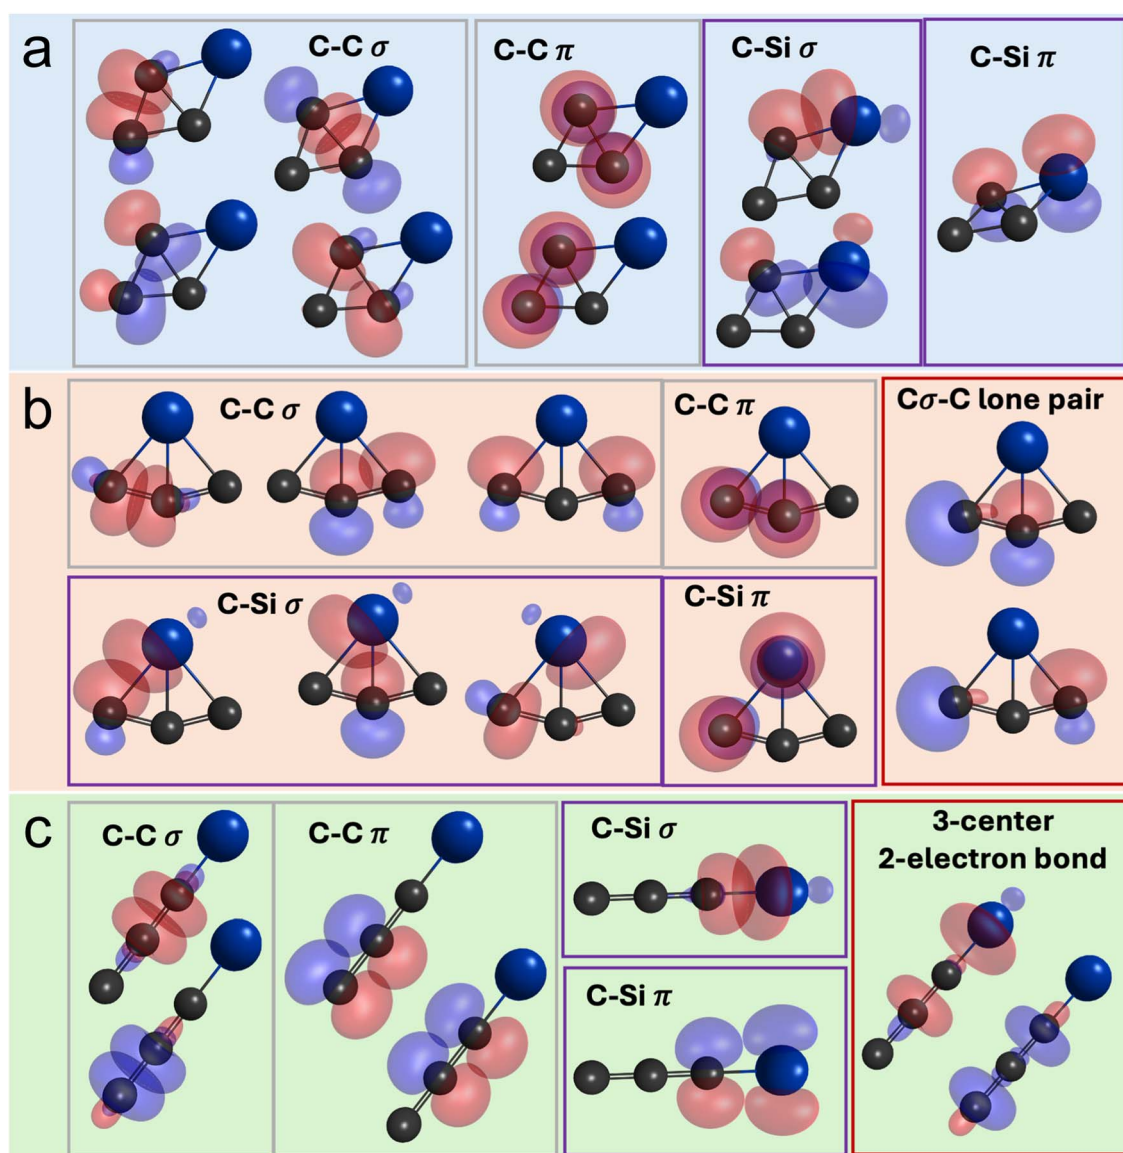 a
C-C σ
C-C π
C-Si σ
C-Si π
b
C-C σ
C-C π
Cσ-C lone pair
C-Si σ
C-Si π
c
C-C σ
C-C π
C-Si σ
3-center
2-electron bond
C-Si π